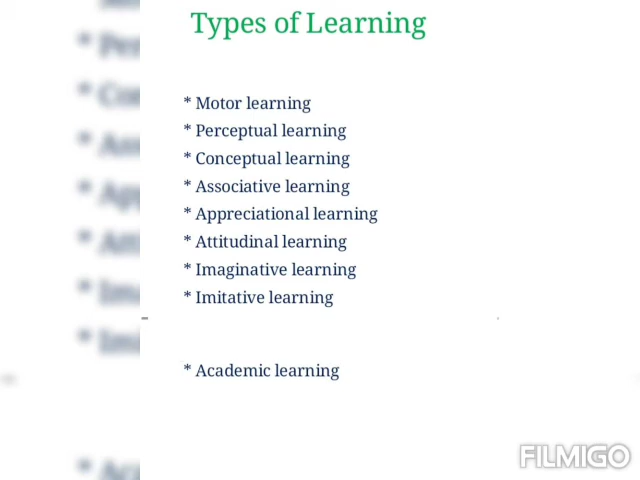 Types of Learning
* Motor learning
* Perceptual learning
* Conceptual learning
* Associative learning
* Appreciational learning
* Attitudinal learning
* Imaginative learning
* Imitative learning
* Academic learning
FILMIGO